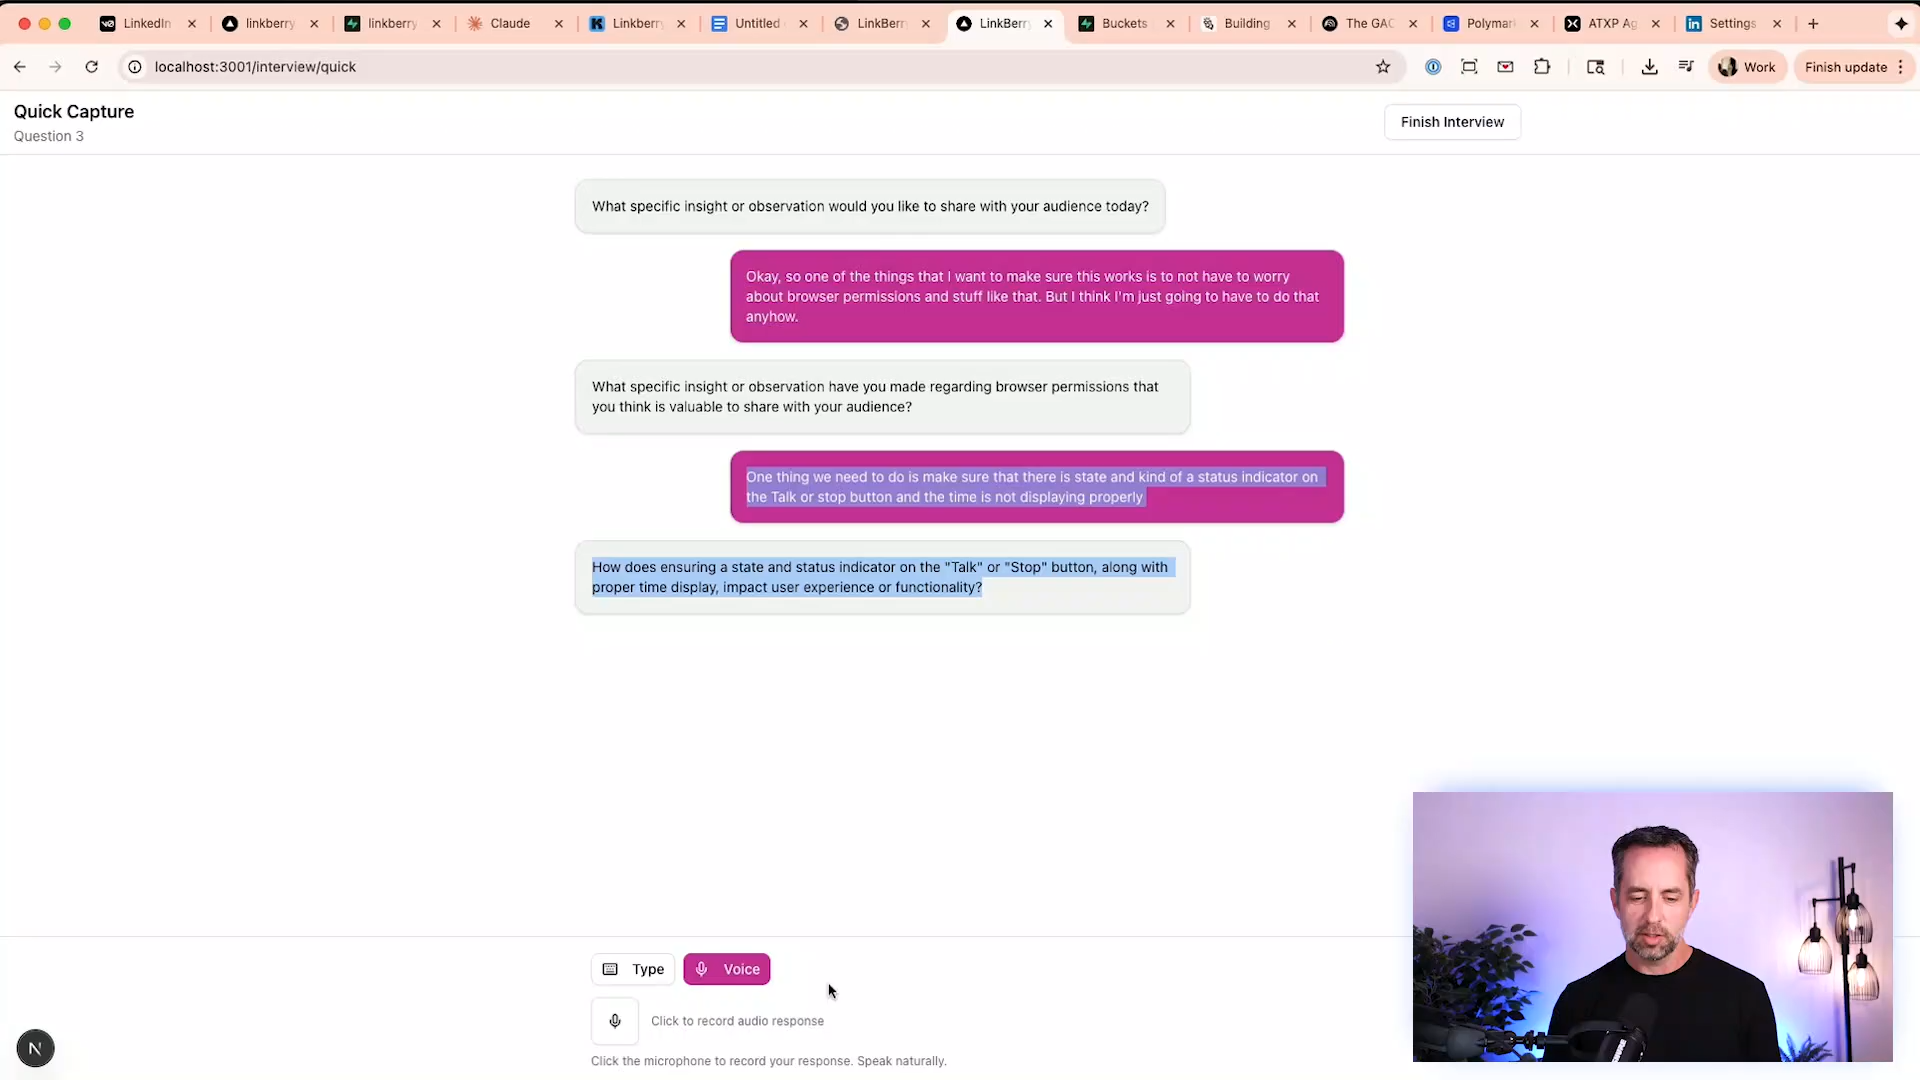 LinkedIn
linkberry
linkberry
Claude
Linkberry
Untitled
LinkBerr
LinkBerry
Buckets
Building
The GAC
Polymark
ATXP Ag
Settings
localhost:3001/interview/quick
Work
Finish update
Quick Capture
Question 3
Finish Interview
What specific insight or observation would you like to share with your audience today?
Okay, so one of the things that I want to make sure this works is to not have to worry
about browser permissions and stuff like that. But I think I'm just going to have to do that
anyhow.
What specific insight or observation have you made regarding browser permissions that
you think is valuable to share with your audience?
One thing we need to do is make sure that there is state and kind of a status indicator on
the Talk or stop button and the time is not displaying properly
How does ensuring a state and status indicator on the "Talk" or "Stop" button, along with
proper time display, impact user experience or functionality?
Type
Voice
Click to record audio response
Click the microphone to record your response. Speak naturally.
N